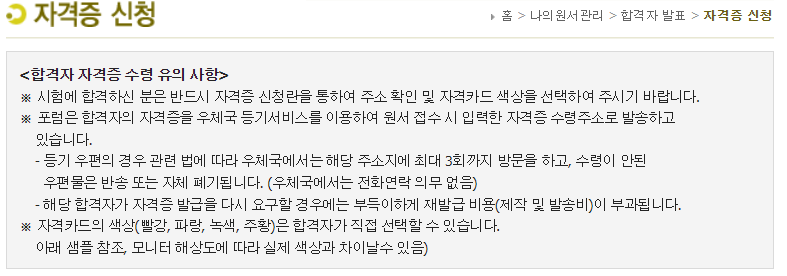 자격증 신청
홈 > 나의원서관리 > 합격자 발표 > 자격증 신청
<합격자 자격증 수령 유의 사항>
※ 시험에 합격하신 분은 반드시 자격증 신청란을 통하여 주소 확인 및 자격카드 색상을 선택하여 주시기 바랍니다.
※ 포럼은 합격자의 자격증을 우체국 등기서비스를 이용하여 원서 접수 시 입력한 자격증 수령주소로 발송하고
있습니다.
- 등기 우편의 경우 관련 법에 따라 우체국에서는 해당 주소지에 최대 3회까지 방문을 하고, 수령이 안된
우편물은 반송 또는 자체 폐기됩니다. (우체국에서는 전화연락 의무 없음)
- 해당 합격자가 자격증 발급을 다시 요구할 경우에는 부득이하게 재발급 비용(제작 및 발송비)이 부과됩니다.
※ 자격카드의 색상(빨강, 파랑, 녹색, 주황)은 합격자가 직접 선택할 수 있습니다.
아래 샘플 참조, 모니터 해상도에 따라 실제 색상과 차이날수 있음)